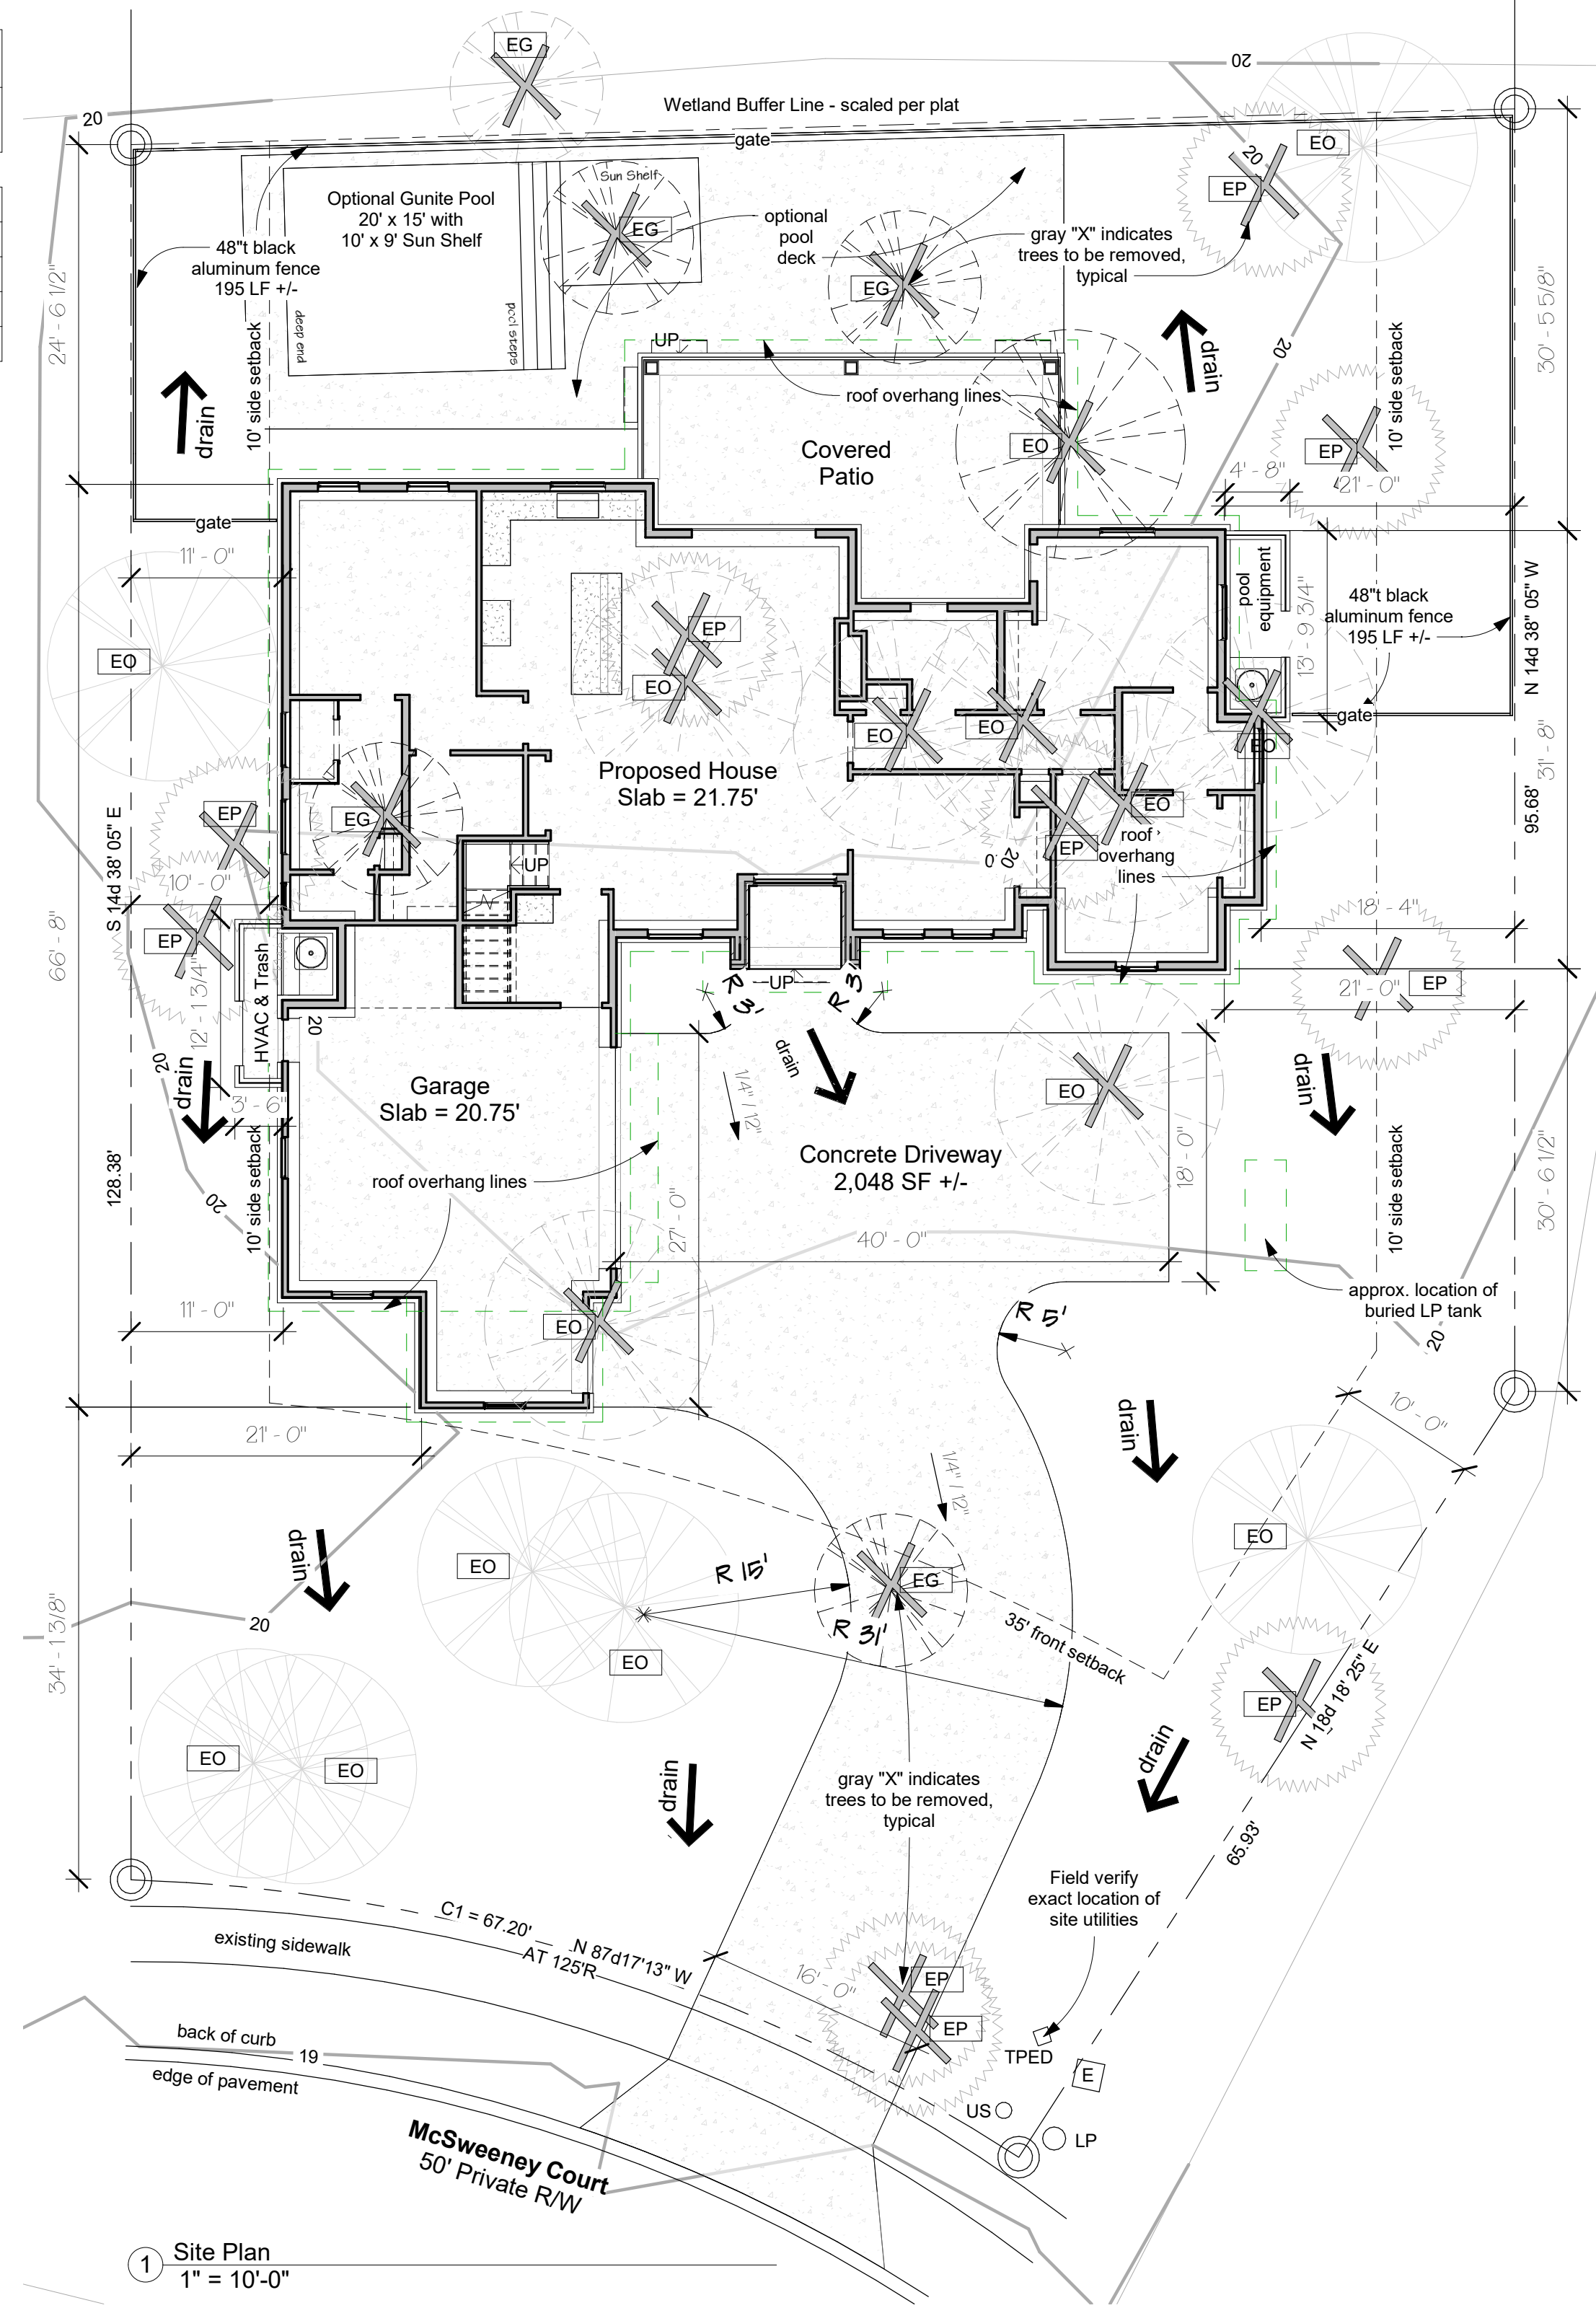 EG
20
20
Wetland Buffer Line - scaled per plat
gate
EO
20
EP
Sun Shelf
Optional Gunite Pool
20' x 15' with
10' x 9' Sun Shelf
EG
optional
pool
deck
gray "X" indicates
trees to be removed,
typical
EG
48"t black
aluminum fence
195 LF +/-
deep end
pool steps
24' - 6 1/2"
10' side setback
drain
UP
roof overhang lines
drain
20
10' side setback
30' - 5 5/8"
Covered
Patio
EO
EP
4' - 8"
21' - 0"
gate
11' - 0"
pool
equipment
13' - 9 3/4"
48"t black
aluminum fence
195 LF +/-
N 14d 38' 05" W
EO
EP
EO
EO
EO
EO
gate
31' - 8"
95.68'
Proposed House
Slab = 21.75'
S 14d 38' 05" E
EP
EG
EO
EP
UP
20
roof
overhang
lines
10' - 0"
66' - 8"
EP
18' - 4"
HVAC & Trash
12' - 1 3/4"
R 3'
UP
R 3'
21' - 0"
EP
20
20
drain
3' - 6"
Garage
Slab = 20.75'
drain
1/4" / 12"
EO
drain
128.38'
10' side setback
20
roof overhang lines
Concrete Driveway
2,048 SF +/-
18' - 0"
10' side setback
30' - 6 1/2"
27' - 0"
40' - 0"
11' - 0"
EO
R 5'
approx. location of
buried LP tank
20
21' - 0"
drain
10' - 0"
1/4" / 12"
drain
EO
EO
R 15'
EG
R 31'
35' front setback
20
34' - 1 3/8"
EO
EP
N 18d 18' 25" E
EO
EO
drain
gray "X" indicates
trees to be removed,
typical
drain
65.93'
Field verify
exact location of
site utilities
C1 = 67.20'
N 87d17'13" W
AT 125'R
existing sidewalk
16' - 0"
EP
EP
TPED
E
US
LP
back of curb
19
edge of pavement
McSweeney Court
50' Private R/W
1
Site Plan
1" = 10'-0"